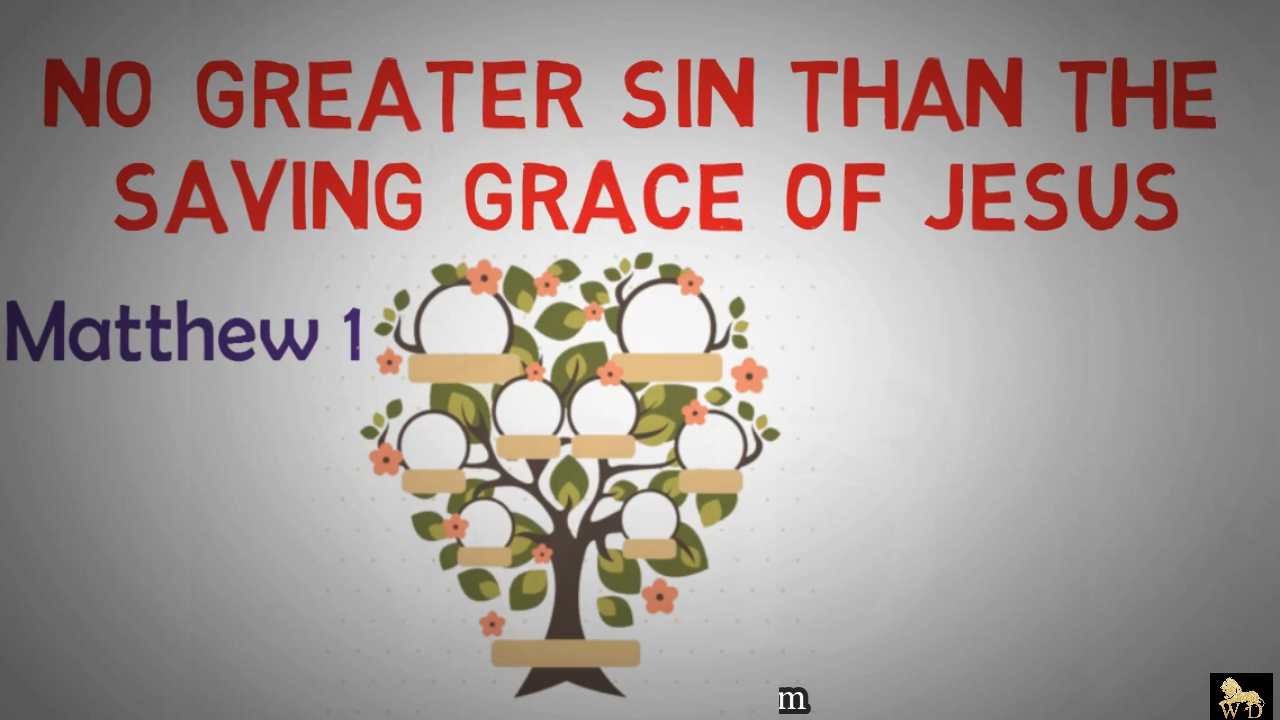 NO GREATER SIN THAN THE
SAVING GRACE OF JESUS
Matthew 1
m
W D